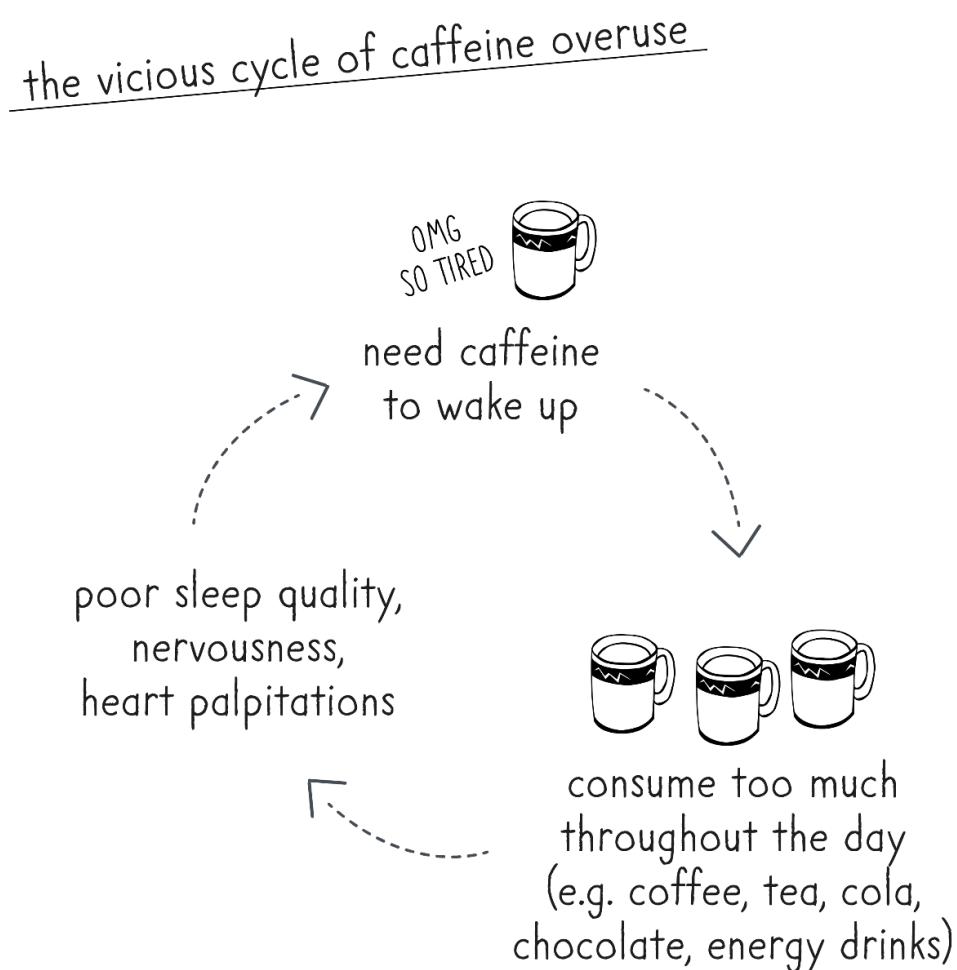 the vicious cycle of caffeine overuse
OMG
SO TIRED
need caffeine
to wake up
consume too much
throughout the day
(e.g. coffee, tea, cola,
chocolate, energy drinks)
poor sleep quality,
nervousness,
heart palpitations